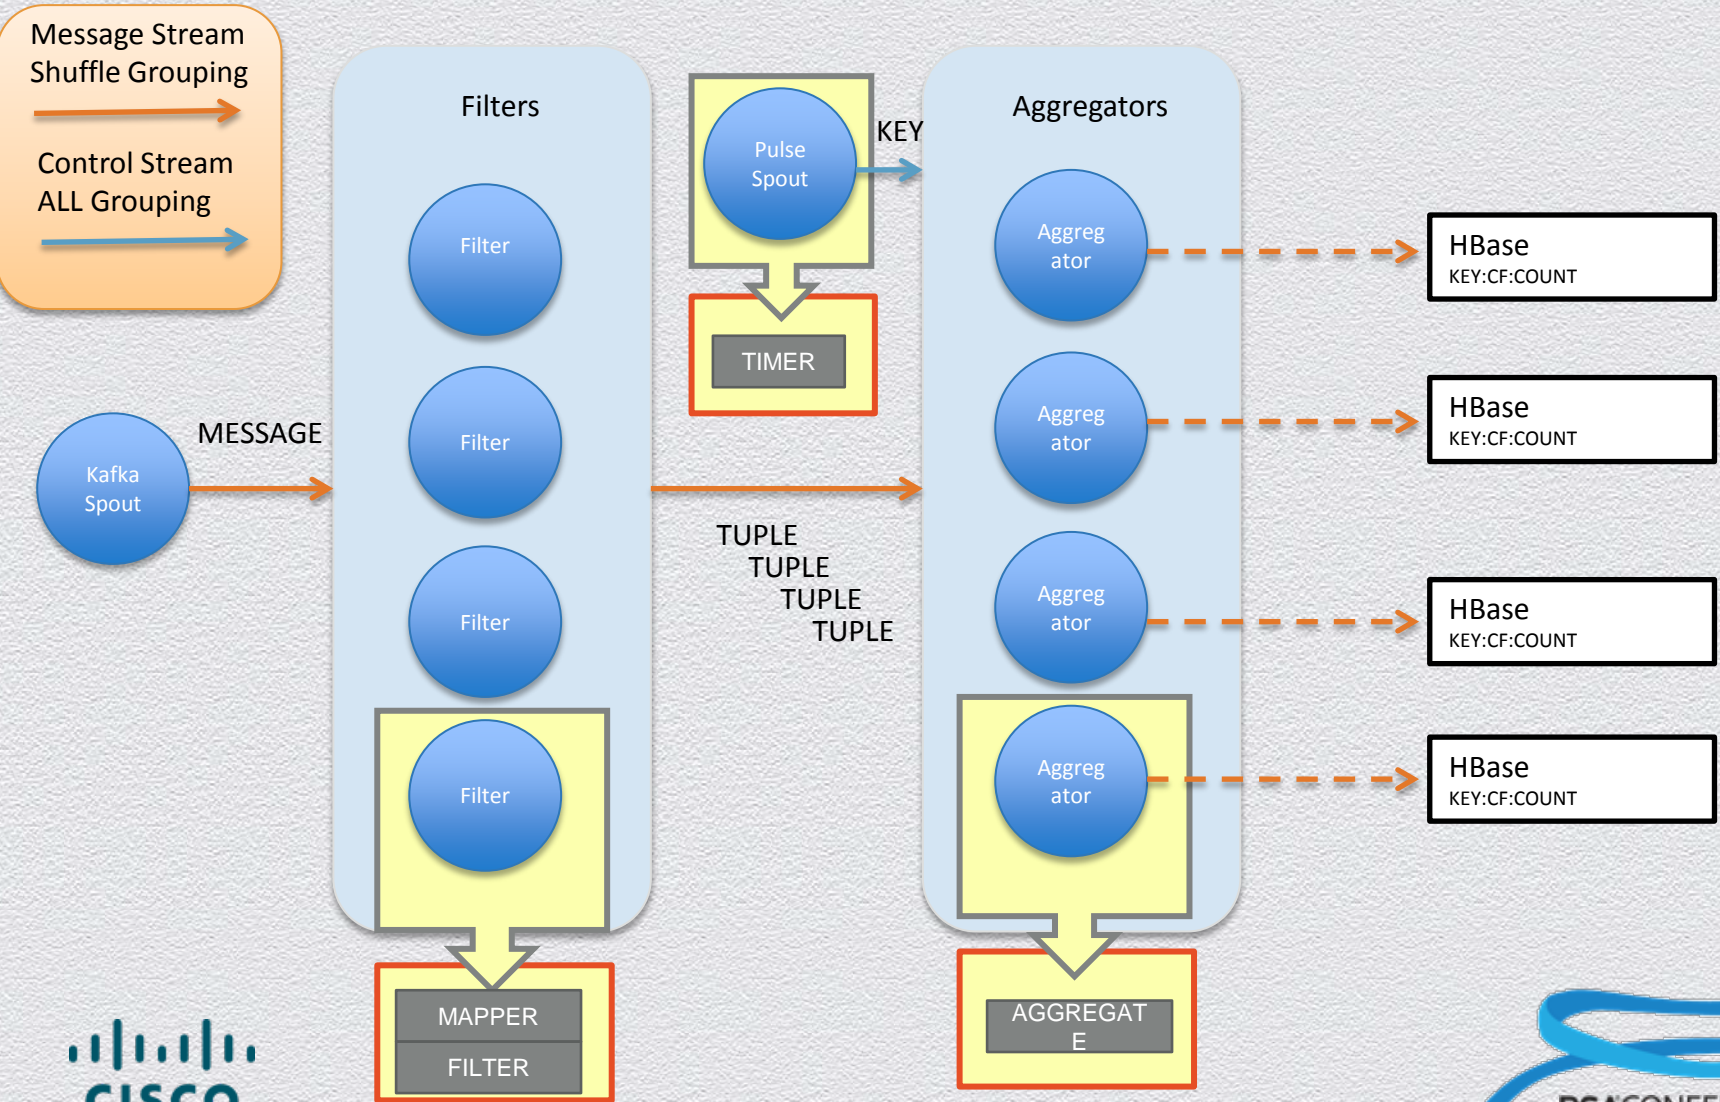 Message Stream
Shuffle Grouping
Control Stream
ALL Grouping
Kafka
Spout
MESSAGE
Filters
Filter
Filter
Filter
Filter
MAPPER
FILTER
Pulse
Spout
KEY
TIMER
TUPLE
TUPLE
TUPLE
TUPLE
Aggregators
Aggreg
ator
Aggreg
ator
Aggreg
ator
Aggreg
ator
AGGREGAT
E
HBase
KEY:CF:COUNT
HBase
KEY:CF:COUNT
HBase
KEY:CF:COUNT
HBase
KEY:CF:COUNT
CISCO